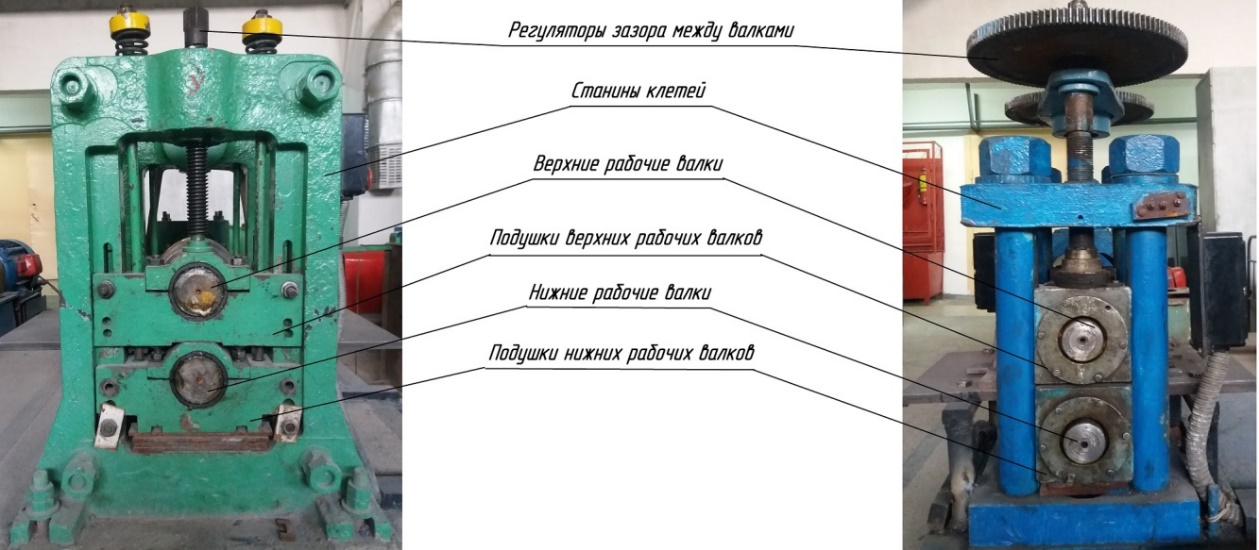 Регуляторы зазора между валками
Станины клетей
Верхние рабочие валки
Подушки верхних рабочих валков
Нижние рабочие валки
Подушки нижних рабочих валков